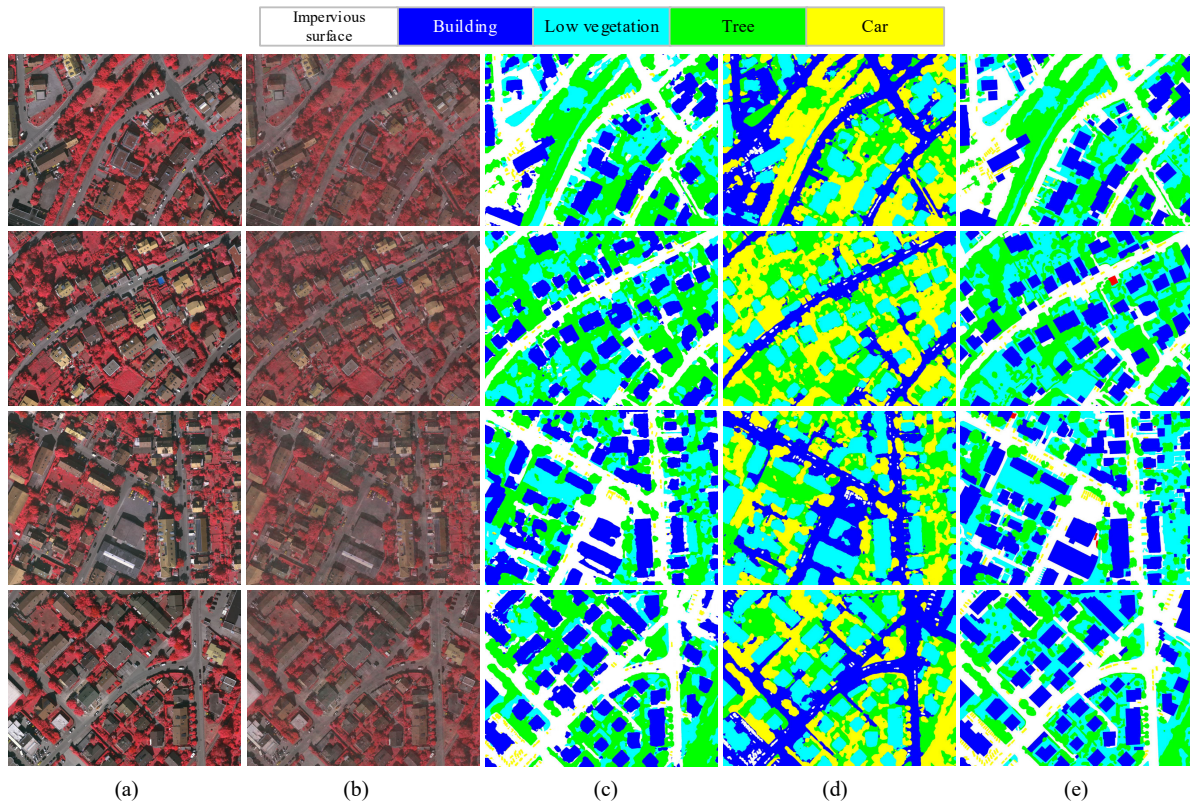 Impervious
surface
Building
Low vegetation
Tree
Car
(a)
(b)
(c)
(d)
(e)